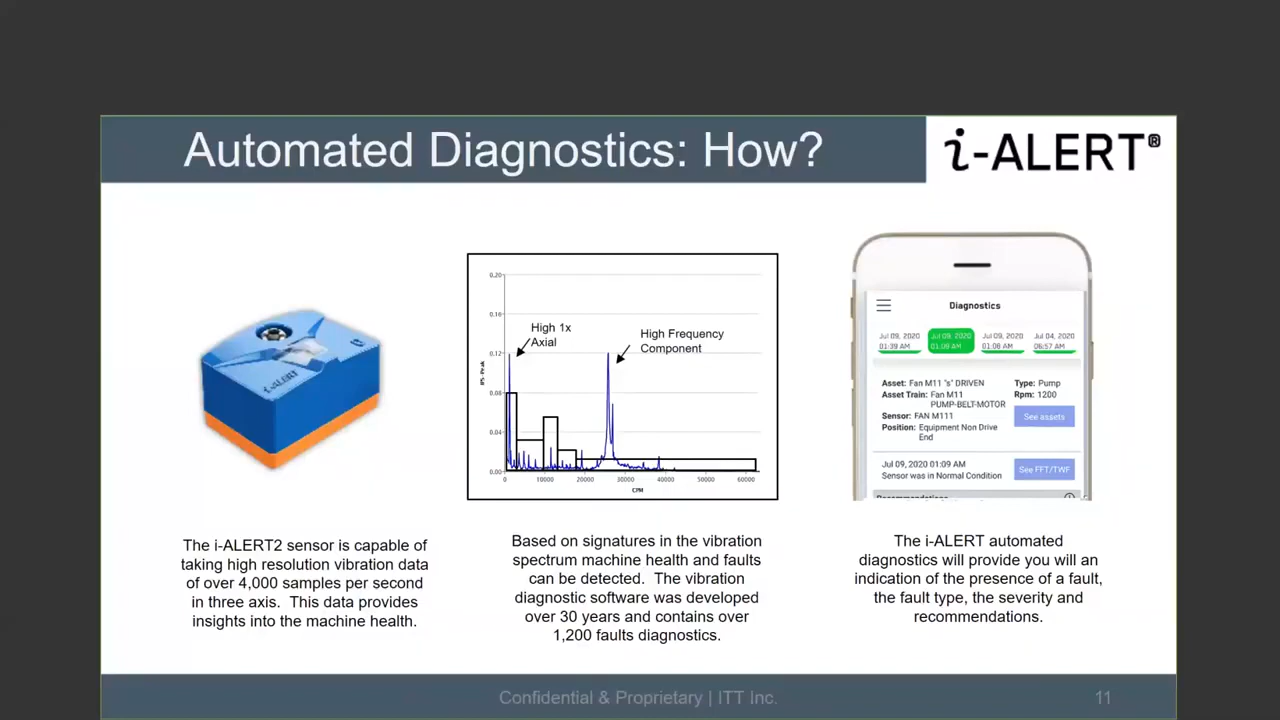 Automated Diagnostics: How?
i-ALERT®
i-ALERT
0.20
0.16
0.12
0.08
0.04
0.00
IPS-Peak
0
10000
20000
30000
40000
50000
60000
CPM
High 1x
Axial
High Frequency
Component
Diagnostics
Jul 09, 2020
01:39 AM
Jul 09, 2020
01:09 AM
Jul 09, 2020
01:08 AM
Jul 04, 2020
06:57 AM
Asset: Fan M11 "s" DRIVEN
Asset Train: Fan M11
PUMP-BELT-MOTOR
Sensor: FAN M111
Position: Equipment Non Drive
End
Type: Pump
Rpm: 1200
See assets
Jul 09, 2020 01:09 AM
Sensor was in Normal Condition
See FFT/TWF
Recommendations
The i-ALERT2 sensor is capable of
taking high resolution vibration data
of over 4,000 samples per second
in three axis. This data provides
insights into the machine health.
Based on signatures in the vibration
spectrum machine health and faults
can be detected. The vibration
diagnostic software was developed
over 30 years and contains over
1,200 faults diagnostics.
The i-ALERT automated
diagnostics will provide you will an
indication of the presence of a fault,
the fault type, the severity and
recommendations.
Confidential & Proprietary | ITT Inc.
11